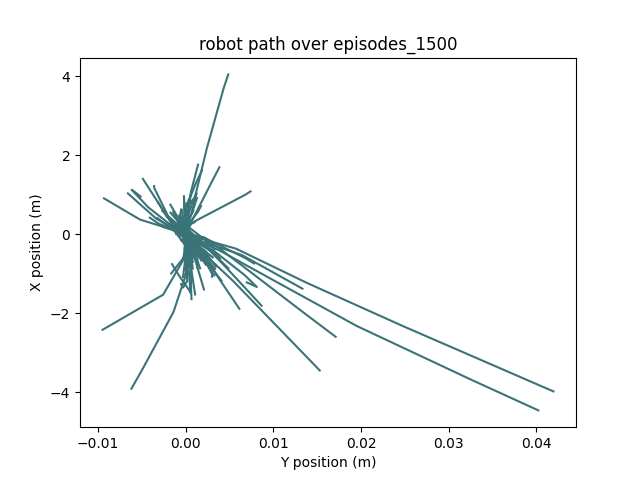 robot path over episodes_1500
X position (m)
4
2
0
−2
−4
−0.01 0.00 0.01 0.02 0.03 0.04
Y position (m)